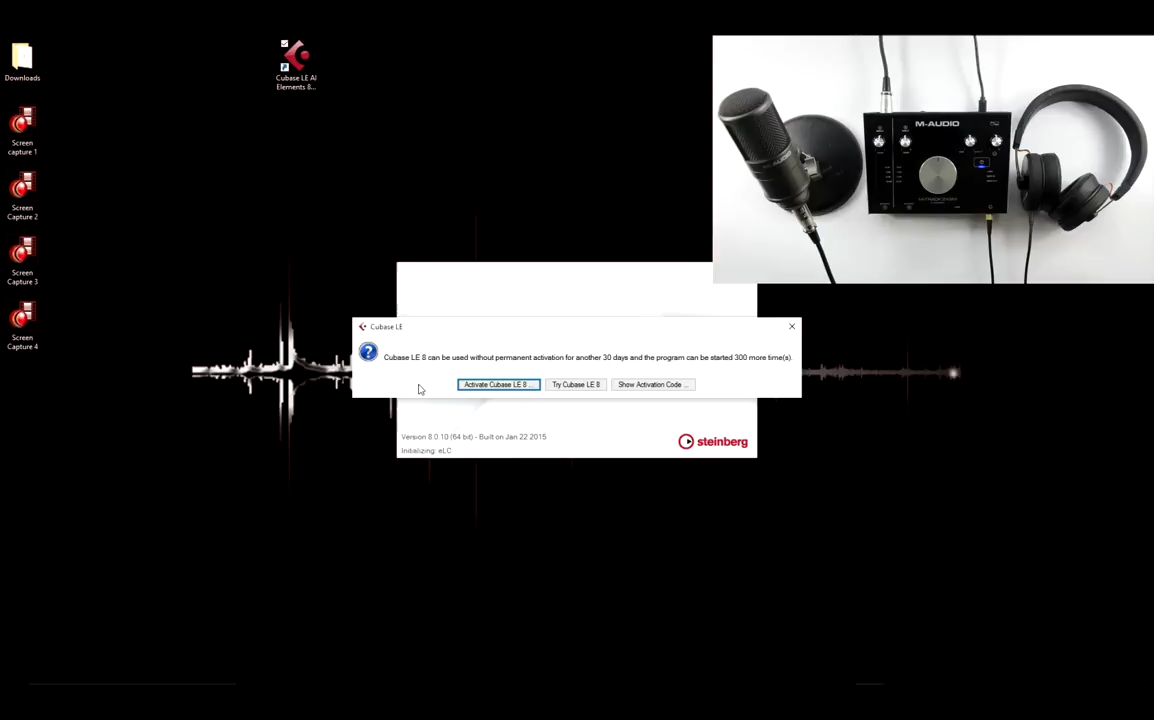 Downloads
Screen
capture 1
Screen
Capture 2
Screen
Capture 3
Screen
Capture 4
Cubase LE AI
Elements 8...
M-AUDIO
Cubase LE
Cubase LE 8 can be used without permanent activation for another 30 days and the program can be started 300 more time(s).
Activate Cubase LE 8 ...
Try Cubase LE 8
Show Activation Code ...
Version 8.0.10 (64 bit) - Built on Jan 22 2015
Initializing: eLC
steinberg